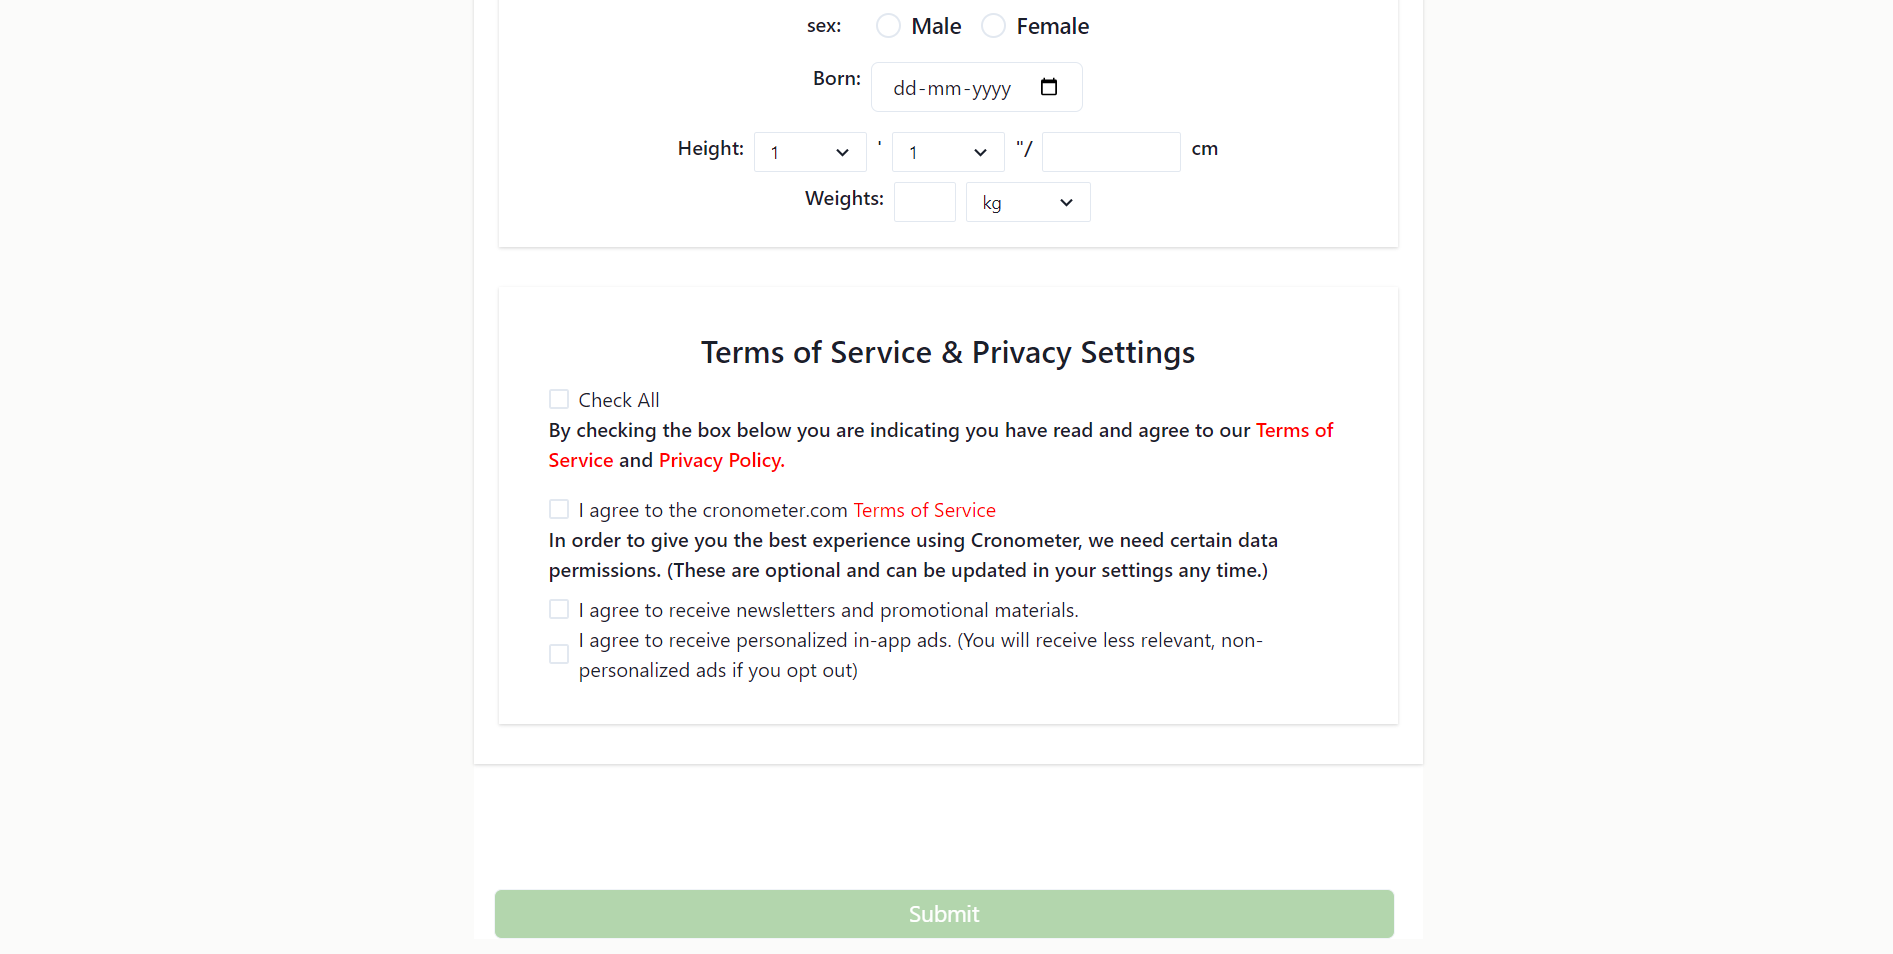 sex: Male Female
Born: dd-mm-yyyy
Height: 1 ' 1 "/ cm
Weights: kg
Terms of Service & Privacy Settings
Check All
By checking the box below you are indicating you have read and agree to our Terms of
Service and Privacy Policy.
I agree to the cronometer.com Terms of Service
In order to give you the best experience using Cronometer, we need certain data
permissions. (These are optional and can be updated in your settings any time.)
I agree to receive newsletters and promotional materials.
I agree to receive personalized in-app ads. (You will receive less relevant, non-
personalized ads if you opt out)
Submit